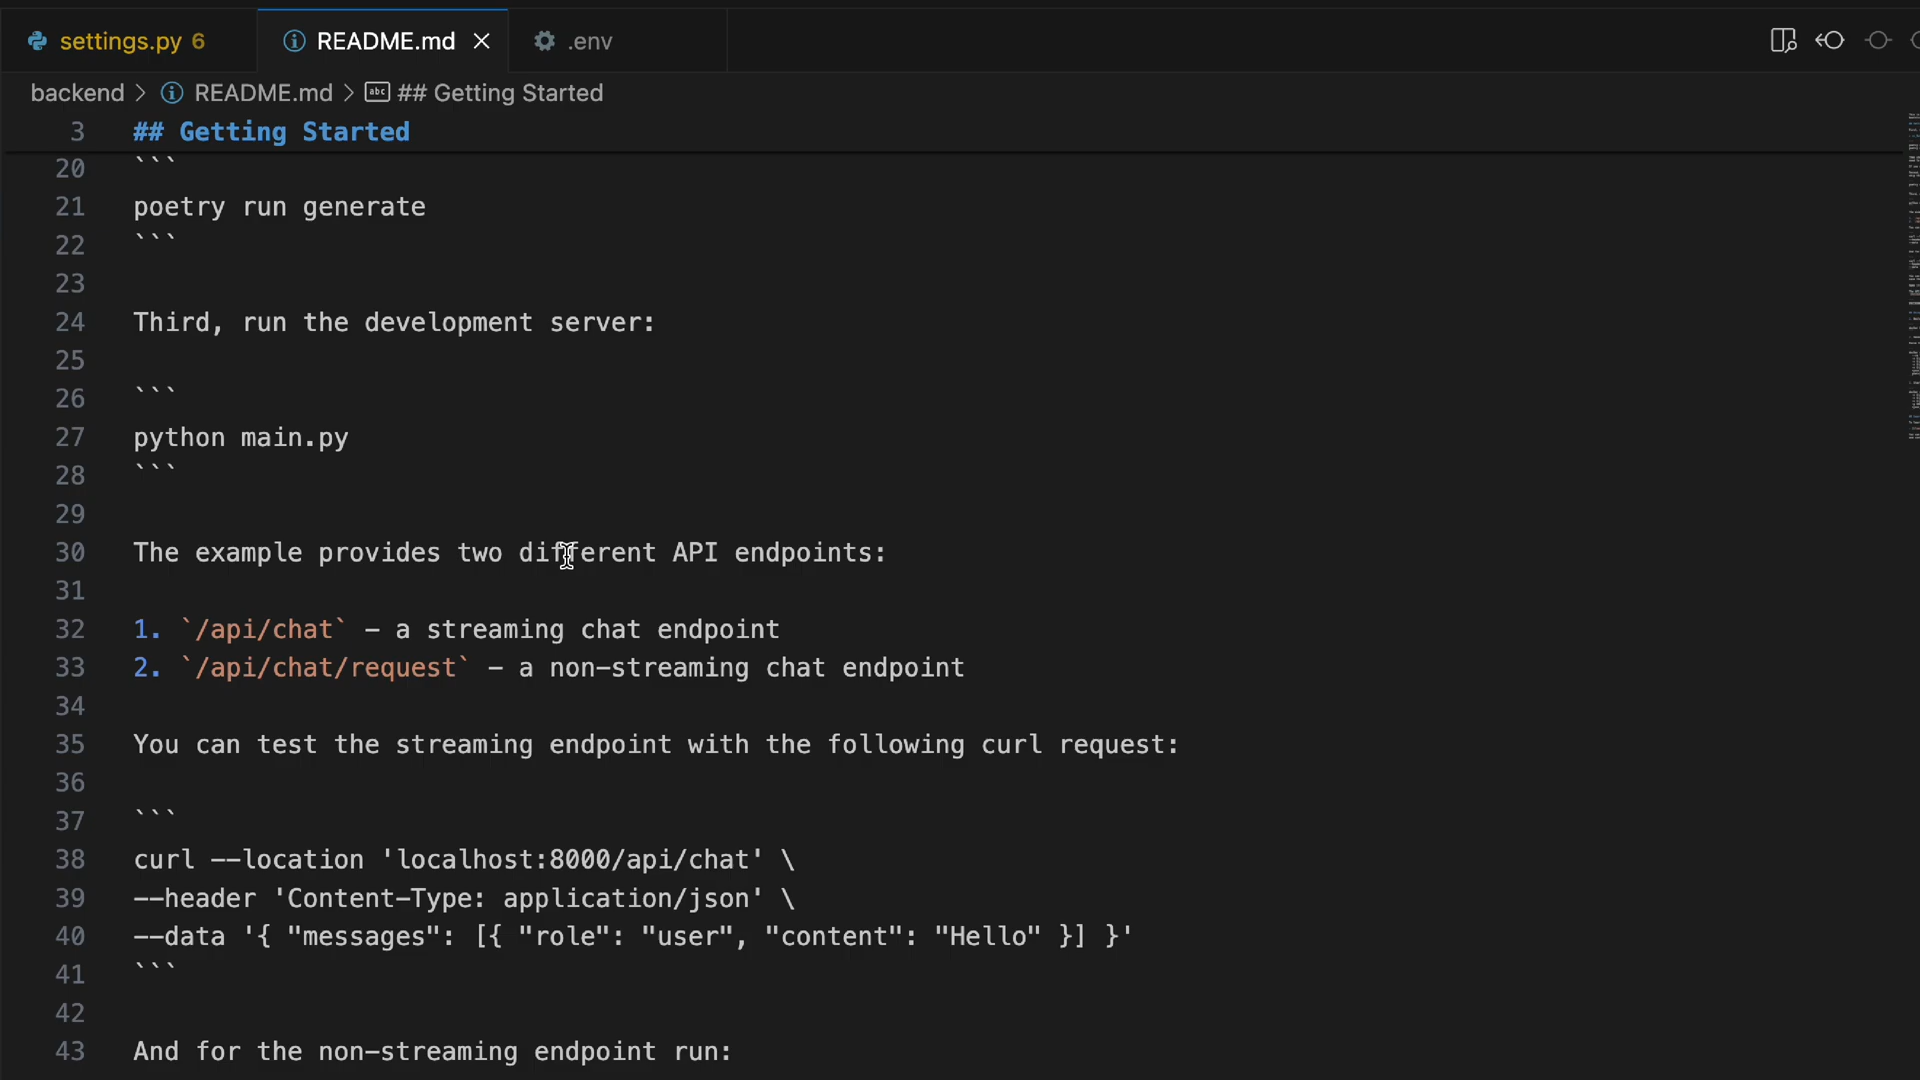 settings.py 6
README.md
.env
backend > README.md > ## Getting Started
3 ## Getting Started
20 ```
21 poetry run generate
22 ```
23
24 Third, run the development server:
25
26 ```
27 python main.py
28 ```
29
30 The example provides two different API endpoints:
31
32 1. `/api/chat` - a streaming chat endpoint
33 2. `/api/chat/request` - a non-streaming chat endpoint
34
35 You can test the streaming endpoint with the following curl request:
36
37 ```
38 curl --location 'localhost:8000/api/chat' \
39 --header 'Content-Type: application/json' \
40 --data '{ "messages": [{ "role": "user", "content": "Hello" }] }'
41 ```
42
43 And for the non-streaming endpoint run: